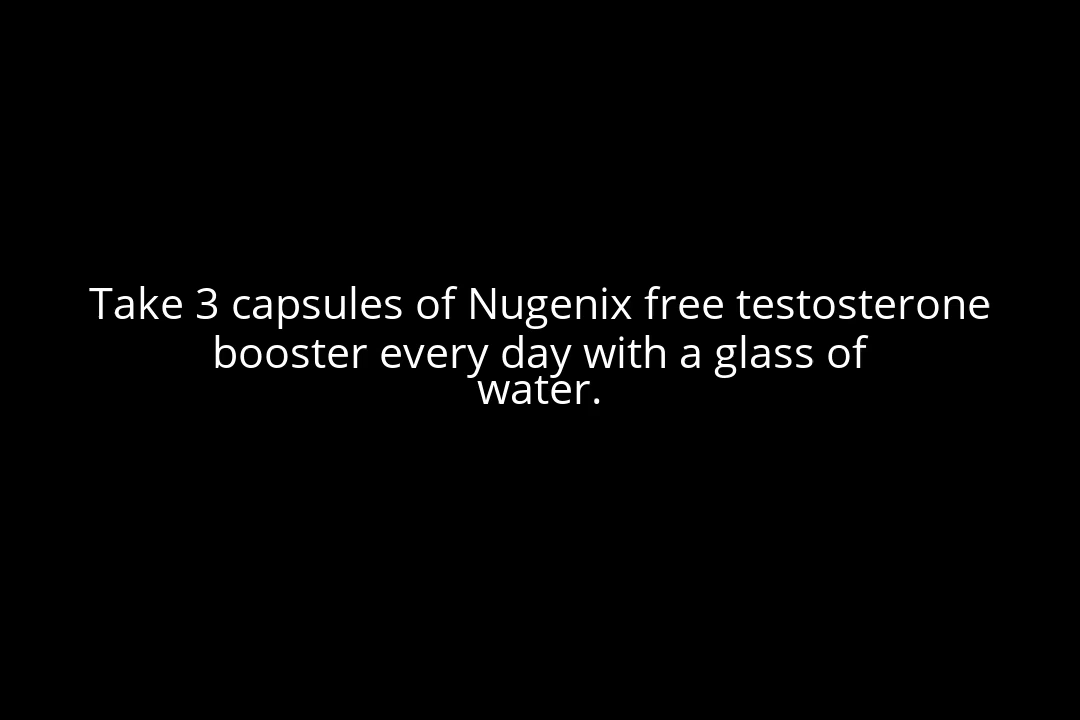 Take 3 capsules of Nugenix free testosterone
booster every day with a glass of
water.